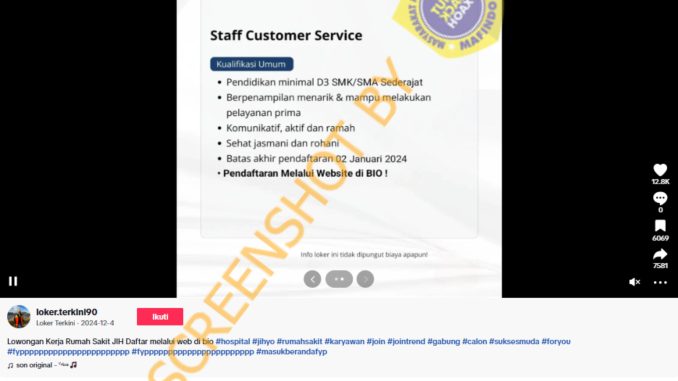 TURN BACK HOAX
MASYARAKAT
MAFINDO
Staff Customer Service
Kualifikasi Umum
• Pendidikan minimal D3 SMK/SMA Sederajat
• Berpenampilan menarik & mampu melakukan
pelayanan prima
• Komunikatif, aktif dan ramah
• Sehat jasmani dan rohani
• Batas akhir pendaftaran 02 Januari 2024
• Pendaftaran Melalui Website di BIO !
Info loker ini tidak dipungut biaya apapun!
SCREENSHOT BY
12.8K
0
6069
7581
loker.terkini90
Loker Terkini · 2024-12-4
Ikuti
Lowongan Kerja Rumah Sakit JIH Daftar melalui web di bio #hospital #jihyo #rumahsakit #karyawan #join #jointrend #gabung #calon #suksesmuda #foryou
#fyppppppppppppppppppppppp #fyppppppppppppppppppppppp #masukberandafyp
♫ son original -